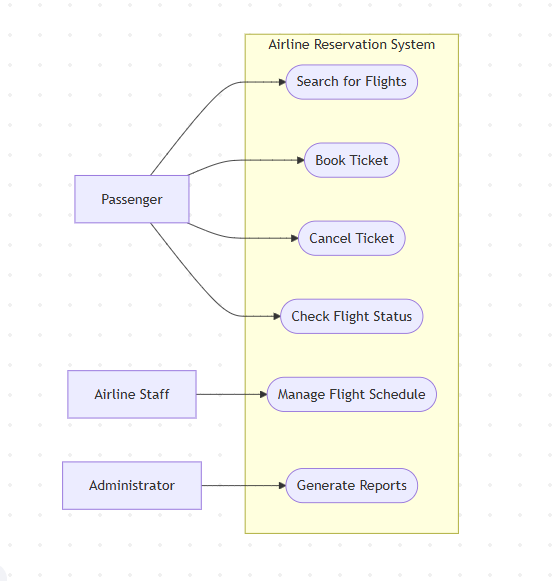 Airline Reservation System
Search for Flights
Book Ticket
Passenger
Cancel Ticket
Check Flight Status
Airline Staff
Manage Flight Schedule
Administrator
Generate Reports